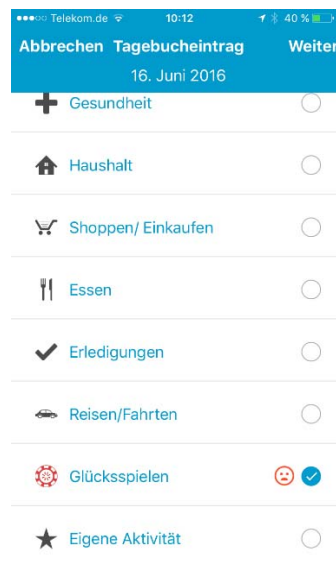 Telekom.de 10:12 40 %
Abbrechen Tagebucheintrag Weiter
16. Juni 2016
Gesundheit
Haushalt
Shoppen/ Einkaufen
Essen
Erledigungen
Reisen/Fahrten
Glücksspielen
Eigene Aktivität